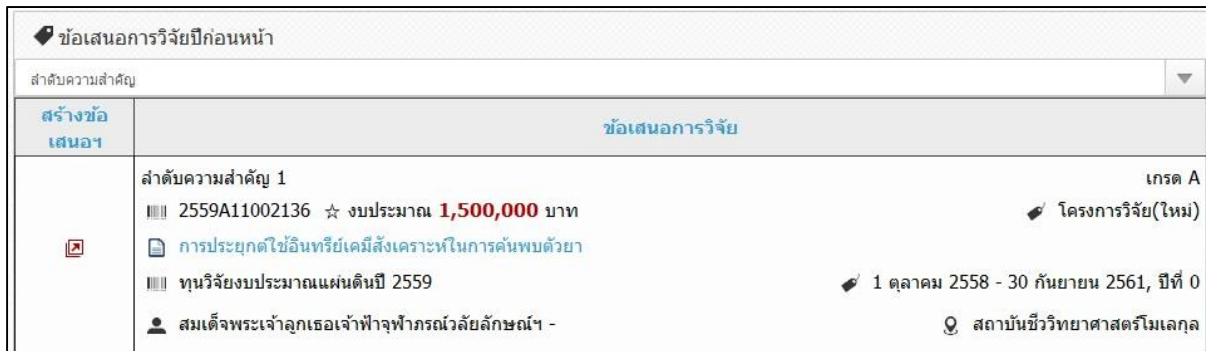 ข้อเสนอการวิจัยปีก่อนหน้า
ลำดับความสำคัญ
สร้างข้อ
เสนอฯ
ข้อเสนอการวิจัย
ลำดับความสำคัญ 1 เกรด A
2559A11002136 ☆ งบประมาณ 1,500,000 บาท โครงการวิจัย(ใหม่)
การประยุกต์ใช้อินทรีย์เคมีสังเคราะห์ในการค้นพบตัวยา
ทุนวิจัยงบประมาณแผ่นดินปี 2559 1 ตุลาคม 2558 - 30 กันยายน 2561, ปีที่ 0
สมเด็จพระเจ้าลูกเธอเจ้าฟ้าจุฬาภรณ์วลัยลักษณ์ฯ - สถาบันชีววิทยาศาสตร์โมเลกุล